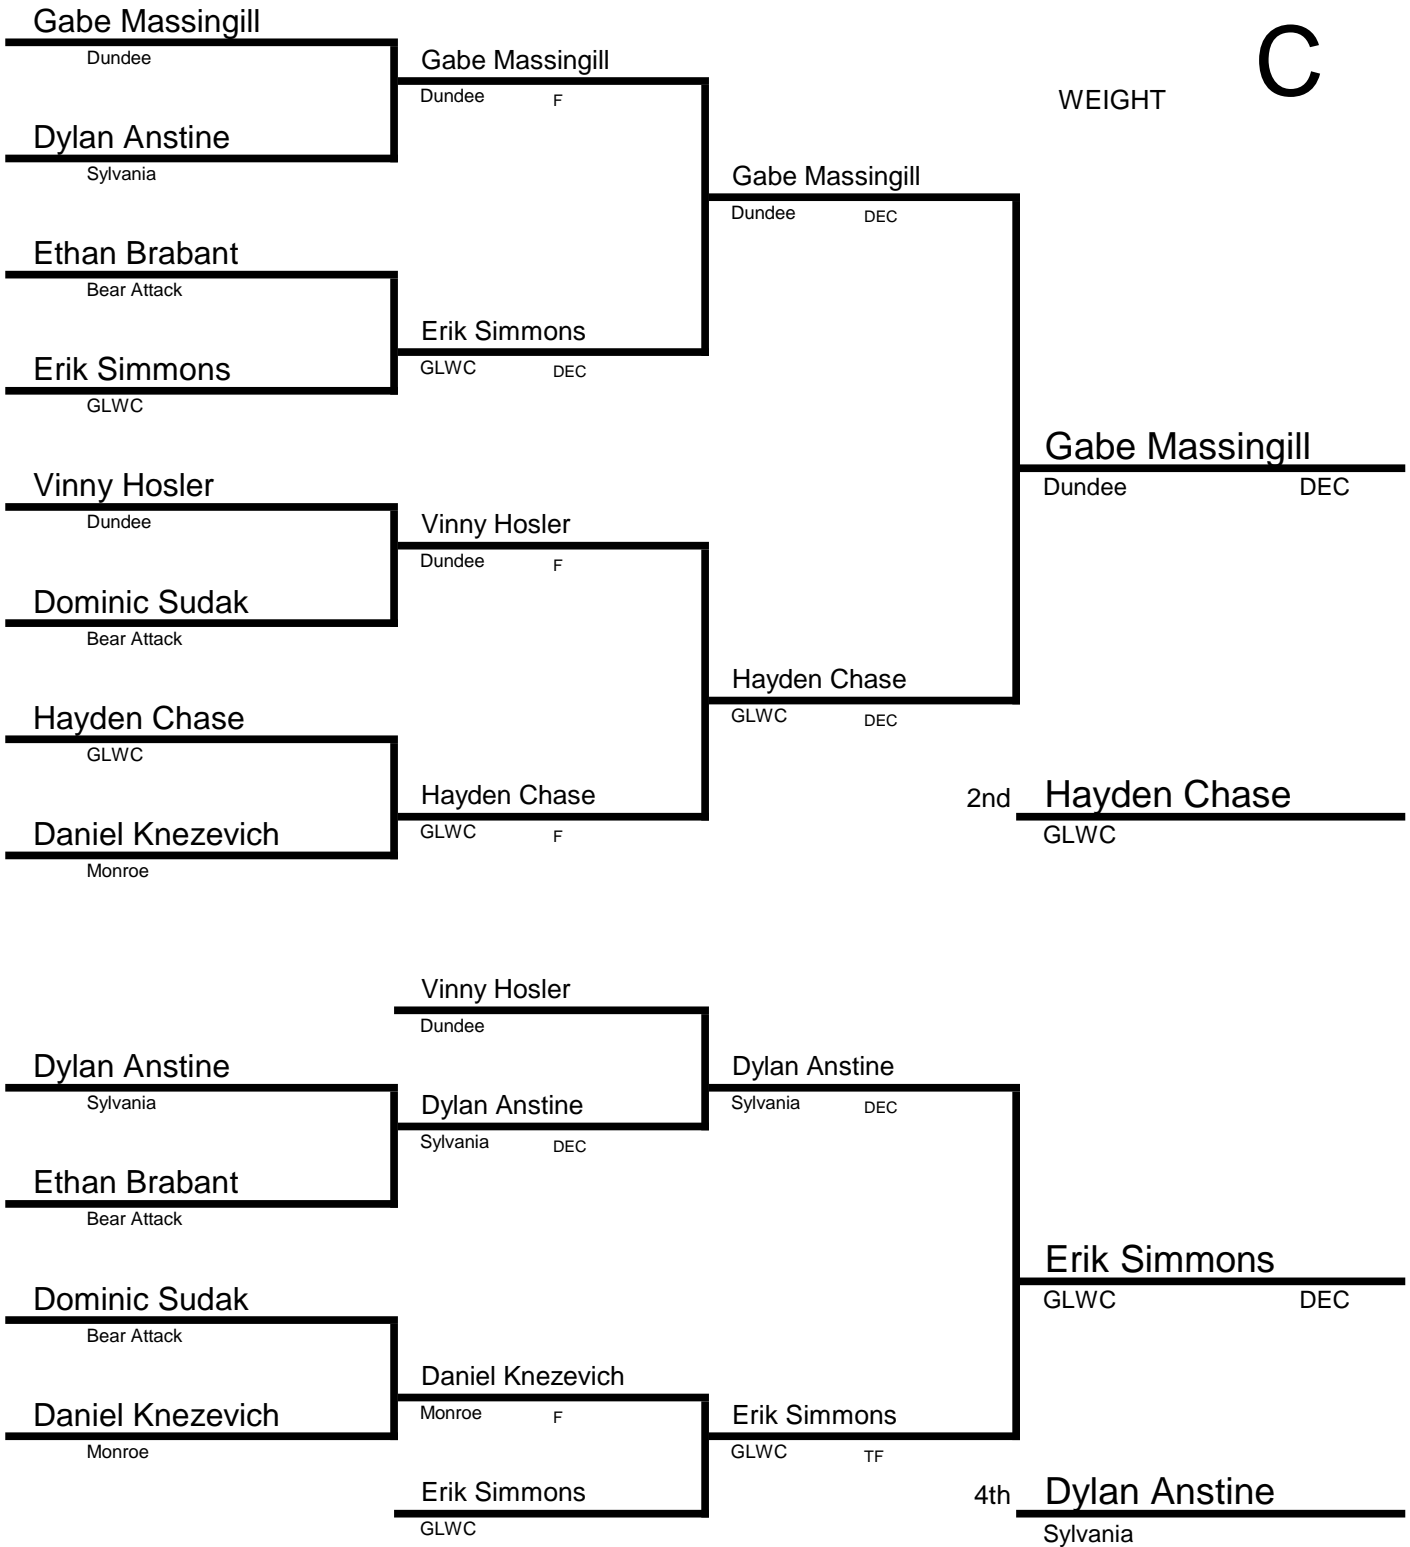 Gabe Massingill
Dundee
Gabe Massingill
Dundee F
C
WEIGHT
Dylan Anstine
Sylvania
Gabe Massingill
Dundee DEC
Ethan Brabant
Bear Attack
Erik Simmons
GLWC DEC
Erik Simmons
GLWC
Gabe Massingill
Dundee DEC
Vinny Hosler
Dundee
Vinny Hosler
Dundee F
Dominic Sudak
Bear Attack
Hayden Chase
GLWC DEC
Hayden Chase
GLWC
Hayden Chase
GLWC F
2nd Hayden Chase
GLWC
Daniel Knezevich
Monroe
Vinny Hosler
Dundee
Dylan Anstine
Sylvania
Dylan Anstine
Sylvania DEC
Dylan Anstine
Sylvania DEC
Ethan Brabant
Bear Attack
Erik Simmons
GLWC DEC
Dominic Sudak
Bear Attack
Daniel Knezevich
Monroe F
Daniel Knezevich
Monroe
Erik Simmons
GLWC TF
Erik Simmons
GLWC
4th Dylan Anstine
Sylvania